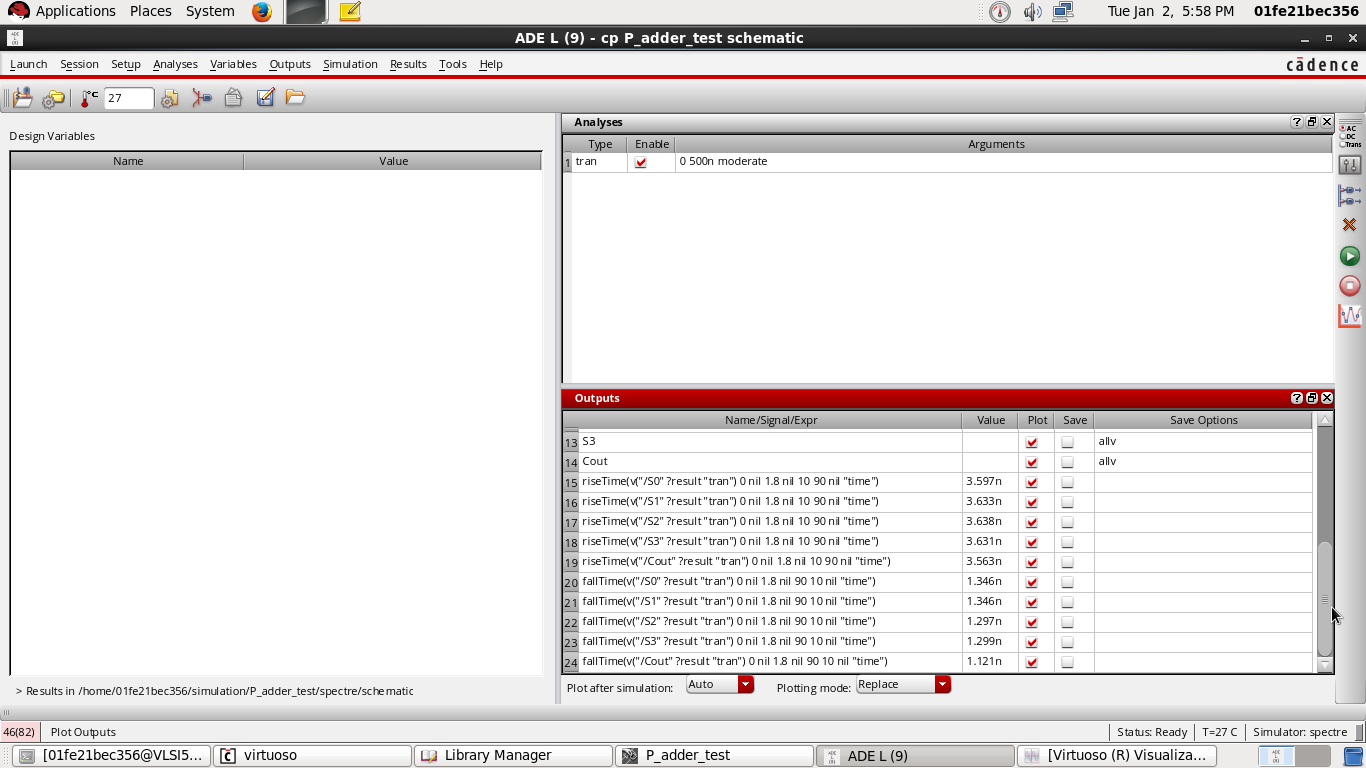 Applications Places System Tue Jan 2, 5:58 PM 01fe21bec356
ADE L (9) - cp P_adder_test schematic
Launch Session Setup Analyses Variables Outputs Simulation Results Tools Help cādence
°C 27
Design Variables
Name Value
Analyses
Type Enable Arguments
1 tran 0 500n moderate
AC
DC
Trans
Outputs
Name/Signal/Expr Value Plot Save Save Options
13 S3 allv
14 Cout allv
15 riseTime(v("/S0" ?result "tran") 0 nil 1.8 nil 10 90 nil "time") 3.597n
16 riseTime(v("/S1" ?result "tran") 0 nil 1.8 nil 10 90 nil "time") 3.633n
17 riseTime(v("/S2" ?result "tran") 0 nil 1.8 nil 10 90 nil "time") 3.638n
18 riseTime(v("/S3" ?result "tran") 0 nil 1.8 nil 10 90 nil "time") 3.631n
19 riseTime(v("/Cout" ?result "tran") 0 nil 1.8 nil 10 90 nil "time") 3.563n
20 fallTime(v("/S0" ?result "tran") 0 nil 1.8 nil 90 10 nil "time") 1.346n
21 fallTime(v("/S1" ?result "tran") 0 nil 1.8 nil 90 10 nil "time") 1.346n
22 fallTime(v("/S2" ?result "tran") 0 nil 1.8 nil 90 10 nil "time") 1.297n
23 fallTime(v("/S3" ?result "tran") 0 nil 1.8 nil 90 10 nil "time") 1.299n
24 fallTime(v("/Cout" ?result "tran") 0 nil 1.8 nil 90 10 nil "time") 1.121n
Plot after simulation: Auto Plotting mode: Replace
> Results in /home/01fe21bec356/simulation/P_adder_test/spectre/schematic
46(82) Plot Outputs Status: Ready T=27 C Simulator: spectre
[01fe21bec356@VLSI5... virtuoso Library Manager P_adder_test ADE L (9) [Virtuoso (R) Visualiza...